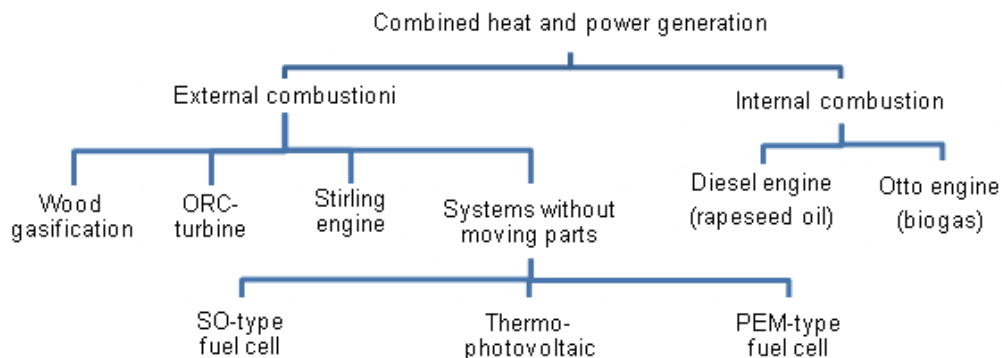 Combined heat and power generation
External combustioni
Internal combustion
Wood
gasification
ORC-
turbine
Stirling
engine
Systems without
moving parts
Diesel engine
(rapeseed oil)
Otto engine
(biogas)
SO-type
fuel cell
Thermo-
photovoltaic
PEM-type
fuel cell